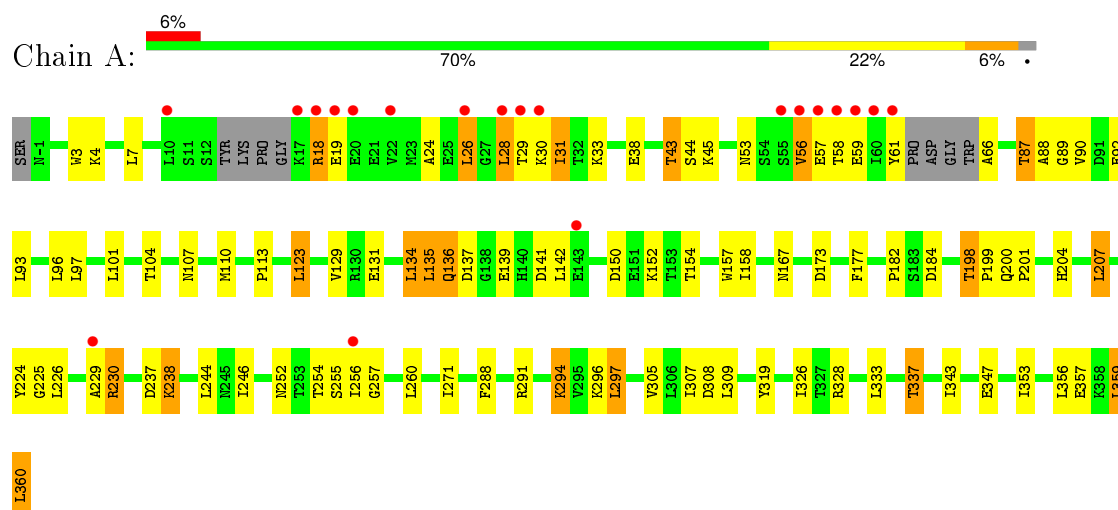 6%
Chain A:
70% 22% 6% •
SER N-1 W3 K4 L7 L10 S11 S12 TYR LYS PRO GLY K17 R18 E19 E20 E21 V22 M23 A24 E25 L26 G27 L28 T29 K30 I31 T32 K33 E38 T43 S44 K45 N53 S54 S55 V56 E57 T58 E59 I60 Y61 PRO ASP GLY TRP A66 T87 A88 G89 V90 D91
L93 L96 L97 L101 T104 N107 M110 P113 L123 V129 R130 E131 L134 L135 Q136 D137 G138 E139 H140 D141 L142 E143 D150 E151 K152 T153 T154 W157 I158 N167 D173 F177 P182 S183 D184 T198 P199 Q200 P201 H204 L207
Y224 G225 L226 A229 R230 D237 K238 L244 N245 I246 N252 T253 T254 S255 I256 G257 L260 I271 F288 R291 K294 V295 K296 L297 V305 L306 I307 D308 L309 Y319 I326 T327 R328 L333 T337 I343 E347 I353 L356 E357 K358 L359
L360